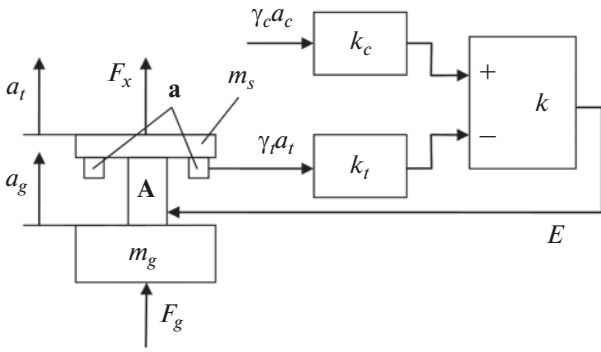 γ_c a_c
k_c
a_t
F_x
a
m_s
+
k
−
γ_t a_t
k_t
a_g
A
E
m_g
F_g